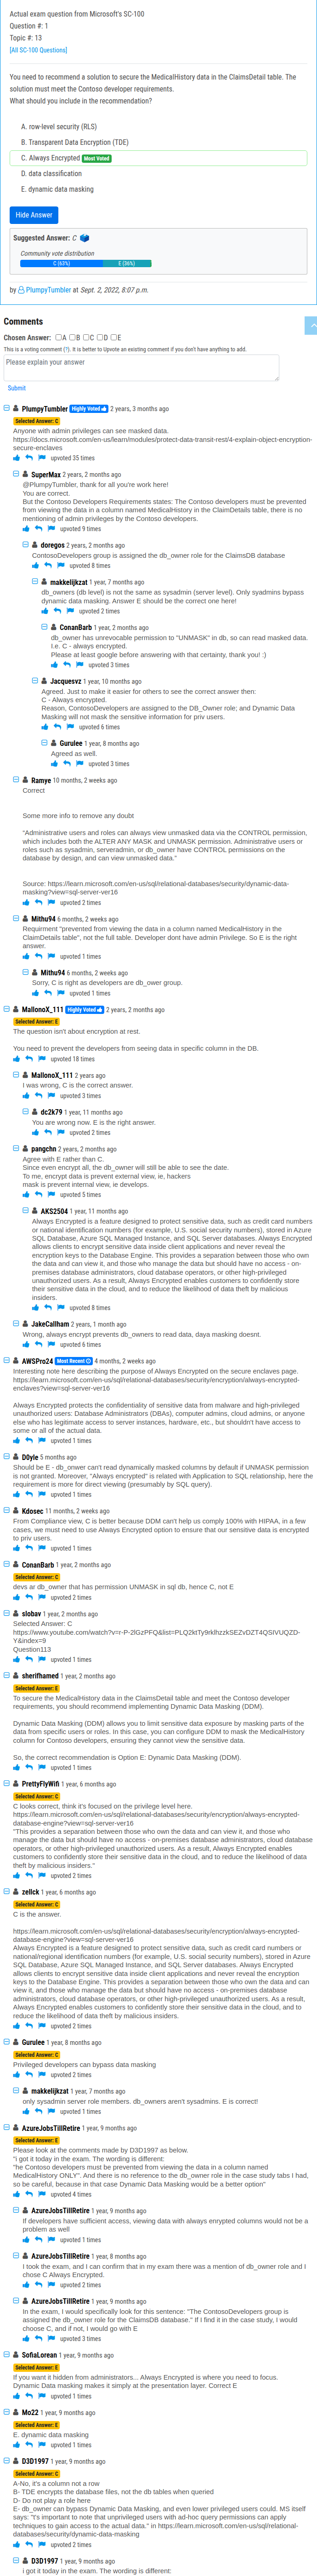 Actual exam question from Microsoft's SC-100
Question #: 1
Topic #: 13
[All SC-100 Questions]
You need to recommend a solution to secure the MedicalHistory data in the ClaimsDetail table. The
solution must meet the Contoso developer requirements.
What should you include in the recommendation?
A. row-level security (RLS)
B. Transparent Data Encryption (TDE)
C. Always Encrypted Most Voted
D. data classification
E. dynamic data masking
Hide Answer
Suggested Answer: C
Community vote distribution
C (63%) E (36%)
by PlumpyTumbler at Sept. 2, 2022, 8:07 p.m.
Comments
Chosen Answer: A B C D E
This is a voting comment (?). It is better to Upvote an existing comment if you don't have anything to add.
Please explain your answer
Submit
PlumpyTumbler Highly Voted 2 years, 3 months ago
Selected Answer: C
Anyone with admin privileges can see masked data.
https://docs.microsoft.com/en-us/learn/modules/protect-data-transit-rest/4-explain-object-encryption-
secure-enclaves
upvoted 35 times
SuperMax 2 years, 2 months ago
@PlumpyTumbler, thank for all you're work here!
You are correct.
But the Contoso Developers Requirements states: The Contoso developers must be prevented
from viewing the data in a column named MedicalHistory in the ClaimDetails table, there is no
mentioning of admin privileges by the Contoso developers.
upvoted 9 times
doregos 2 years, 2 months ago
ContosoDevelopers group is assigned the db_owner role for the ClaimsDB database
upvoted 8 times
makkelijkzat 1 year, 7 months ago
db_owners (db level) is not the same as sysadmin (server level). Only sysadmins bypass
dynamic data masking. Answer E should be the correct one here!
upvoted 2 times
ConanBarb 1 year, 2 months ago
db_owner has unrevocable permission to "UNMASK" in db, so can read masked data.
I.e. C - always encrypted.
Please at least google before answering with that certainty, thank you! :)
upvoted 3 times
Jacquesvz 1 year, 10 months ago
Agreed. Just to make it easier for others to see the correct answer then:
C - Always Encrypted.
Reason, ContosoDevelopers are assigned to the DB_Owner role; and Dynamic Data
Masking will not mask the sensitive information for priv users.
upvoted 6 times
Gurulee 1 year, 8 months ago
Agreed as well.
upvoted 3 times
Ramye 10 months, 2 weeks ago
Correct
Some more info to remove any doubt
"Administrative users and roles can always view unmasked data via the CONTROL permission,
which includes both the ALTER ANY MASK and UNMASK permission. Administrative users or
roles such as sysadmin, serveradmin, or db_owner have CONTROL permissions on the
database by design, and can view unmasked data."
Source: https://learn.microsoft.com/en-us/sql/relational-databases/security/dynamic-data-
masking?view=sql-server-ver16
upvoted 2 times
Mithu94 6 months, 2 weeks ago
Requirment "prevented from viewing the data in a column named MedicalHistory in the
ClaimDetails table", not the full table. Developer dont have admin Privilege. So E is the right
answer.
upvoted 1 times
Mithu94 6 months, 2 weeks ago
Sorry, C is right as developers are db_ower group.
upvoted 1 times
MallonoX_111 Highly Voted 2 years, 2 months ago
Selected Answer: E
The question isn't about encryption at rest.
You need to prevent the developers from seeing data in specific column in the DB.
upvoted 18 times
MallonoX_111 2 years ago
I was wrong, C is the correct answer.
upvoted 3 times
dc2k79 1 year, 11 months ago
You are wrong now. E is the right answer.
upvoted 2 times
pangchn 2 years, 2 months ago
Agree with E rather than C.
Since even encrypt all, the db_owner will still be able to see the date.
To me, encrypt data is prevent external view, ie, hackers
mask is prevent internal view, ie develops.
upvoted 5 times
AKS2504 1 year, 11 months ago
Always Encrypted is a feature designed to protect sensitive data, such as credit card numbers
or national identification numbers (for example, U.S. social security numbers), stored in Azure
SQL Database, Azure SQL Managed Instance, and SQL Server databases. Always Encrypted
allows clients to encrypt sensitive data inside client applications and never reveal the
encryption keys to the Database Engine. This provides a separation between those who own
the data and can view it, and those who manage the data but should have no access - on-
premises database administrators, cloud database operators, or other high-privileged
unauthorized users. As a result, Always Encrypted enables customers to confidently store
their sensitive data in the cloud, and to reduce the likelihood of data theft by malicious
insiders.
upvoted 8 times
JakeCallham 2 years, 1 month ago
Wrong, always encrypt prevents db_owners to read data, daya masking doesnt.
upvoted 6 times
AWSPro24 Most Recent 4 months, 2 weeks ago
Interesting note here describing the purpose of Always Encrypted on the secure enclaves page.
https://learn.microsoft.com/en-us/sql/relational-databases/security/encryption/always-encrypted-
enclaves?view=sql-server-ver16
Always Encrypted protects the confidentiality of sensitive data from malware and high-privileged
unauthorized users: Database Administrators (DBAs), computer admins, cloud admins, or anyone
else who has legitimate access to server instances, hardware, etc., but shouldn't have access to
some or all of the actual data.
upvoted 1 times
D0yle 5 months ago
Should be E - db_onwer can't read dynamically masked columns by default if UNMASK permission
is not granted. Moreover, "Always encrypted" is related with Application to SQL relationship, here the
requirement is more for direct viewing (presumably by SQL query).
upvoted 1 times
Kdosec 11 months, 2 weeks ago
From Compliance view, C is better because DDM can't help us comply 100% with HIPAA, in a few
cases, we must need to use Always Encrypted option to ensure that our sensitive data is encrypted
to priv users.
upvoted 1 times
ConanBarb 1 year, 2 months ago
Selected Answer: C
devs ar db_owner that has permission UNMASK in sql db, hence C, not E
upvoted 2 times
slobav 1 year, 2 months ago
Selected Answer: C
https://www.youtube.com/watch?v=r-P-2lGzPFQ&list=PLQ2ktTy9rklhzzkSEZvDZT4QSIVUQZD-
Y&index=9
Question113
upvoted 1 times
sherifhamed 1 year, 2 months ago
Selected Answer: E
To secure the MedicalHistory data in the ClaimsDetail table and meet the Contoso developer
requirements, you should recommend implementing Dynamic Data Masking (DDM).
Dynamic Data Masking (DDM) allows you to limit sensitive data exposure by masking parts of the
data from specific users or roles. In this case, you can configure DDM to mask the MedicalHistory
column for Contoso developers, ensuring they cannot view the sensitive data.
So, the correct recommendation is Option E: Dynamic Data Masking (DDM).
upvoted 1 times
PrettyFlyWifi 1 year, 6 months ago
Selected Answer: C
C looks correct, think it's focused on the privilege level here.
https://learn.microsoft.com/en-us/sql/relational-databases/security/encryption/always-encrypted-
database-engine?view=sql-server-ver16
"This provides a separation between those who own the data and can view it, and those who
manage the data but should have no access - on-premises database administrators, cloud database
operators, or other high-privileged unauthorized users. As a result, Always Encrypted enables
customers to confidently store their sensitive data in the cloud, and to reduce the likelihood of data
theft by malicious insiders."
upvoted 2 times
zellck 1 year, 6 months ago
Selected Answer: C
C is the answer.
https://learn.microsoft.com/en-us/sql/relational-databases/security/encryption/always-encrypted-
database-engine?view=sql-server-ver16
Always Encrypted is a feature designed to protect sensitive data, such as credit card numbers or
national/regional identification numbers (for example, U.S. social security numbers), stored in Azure
SQL Database, Azure SQL Managed Instance, and SQL Server databases. Always Encrypted
allows clients to encrypt sensitive data inside client applications and never reveal the encryption
keys to the Database Engine. This provides a separation between those who own the data and can
view it, and those who manage the data but should have no access - on-premises database
administrators, cloud database operators, or other high-privileged unauthorized users. As a result,
Always Encrypted enables customers to confidently store their sensitive data in the cloud, and to
reduce the likelihood of data theft by malicious insiders.
upvoted 2 times
Gurulee 1 year, 8 months ago
Selected Answer: C
Privileged developers can bypass data masking
upvoted 2 times
makkelijkzat 1 year, 7 months ago
only sysadmin server role members. db_owners aren't sysadmins. E is correct!
upvoted 1 times
AzureJobsTillRetire 1 year, 9 months ago
Selected Answer: E
Please look at the comments made by D3D1997 as below.
"i got it today in the exam. The wording is different:
"he Contoso developers must be prevented from viewing the data in a column named
MedicalHistory ONLY". And there is no reference to the db_owner role in the case study tabs I had,
so be careful, because in that case Dynamic Data Masking would be a better option"
upvoted 4 times
AzureJobsTillRetire 1 year, 9 months ago
If developers have sufficient access, viewing data with always enrypted columns would not be a
problem as well
upvoted 1 times
AzureJobsTillRetire 1 year, 8 months ago
I took the exam, and I can confirm that in my exam there was a mention of db_owner role and I
chose C Always Encrypted.
upvoted 2 times
AzureJobsTillRetire 1 year, 9 months ago
In the exam, I would specifically look for this sentence: "The ContosoDevelopers group is
assigned the db_owner role for the ClaimsDB database." If I find it in the case study, I would
choose C, and if not, I would go with E
upvoted 3 times
SofiaLorean 1 year, 9 months ago
Selected Answer: E
If you want it hidden from administrators... Always Encrypted is where you need to focus.
Dynamic Data masking makes it simply at the presentation layer. Correct E
upvoted 1 times
Mo22 1 year, 9 months ago
Selected Answer: E
E. dynamic data masking
upvoted 1 times
D3D1997 1 year, 9 months ago
Selected Answer: C
A-No, it's a column not a row
B- TDE encrypts the database files, not the db tables when queried
D- Do not play a role here
E- db_owner can bypass Dynamic Data Masking, and even lower privileged users could. MS itself
says: "t's important to note that unprivileged users with ad-hoc query permissions can apply
techniques to gain access to the actual data." in https://learn.microsoft.com/en-us/sql/relational-
databases/security/dynamic-data-masking
upvoted 2 times
D3D1997 1 year, 9 months ago
i got it today in the exam. The wording is different: